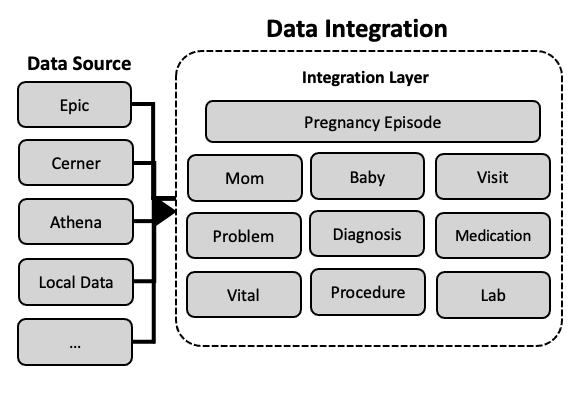 Data Integration
Data Source
Epic
Cerner
Athena
Local Data
...
Integration Layer
Pregnancy Episode
Mom
Baby
Visit
Problem
Diagnosis
Medication
Vital
Procedure
Lab